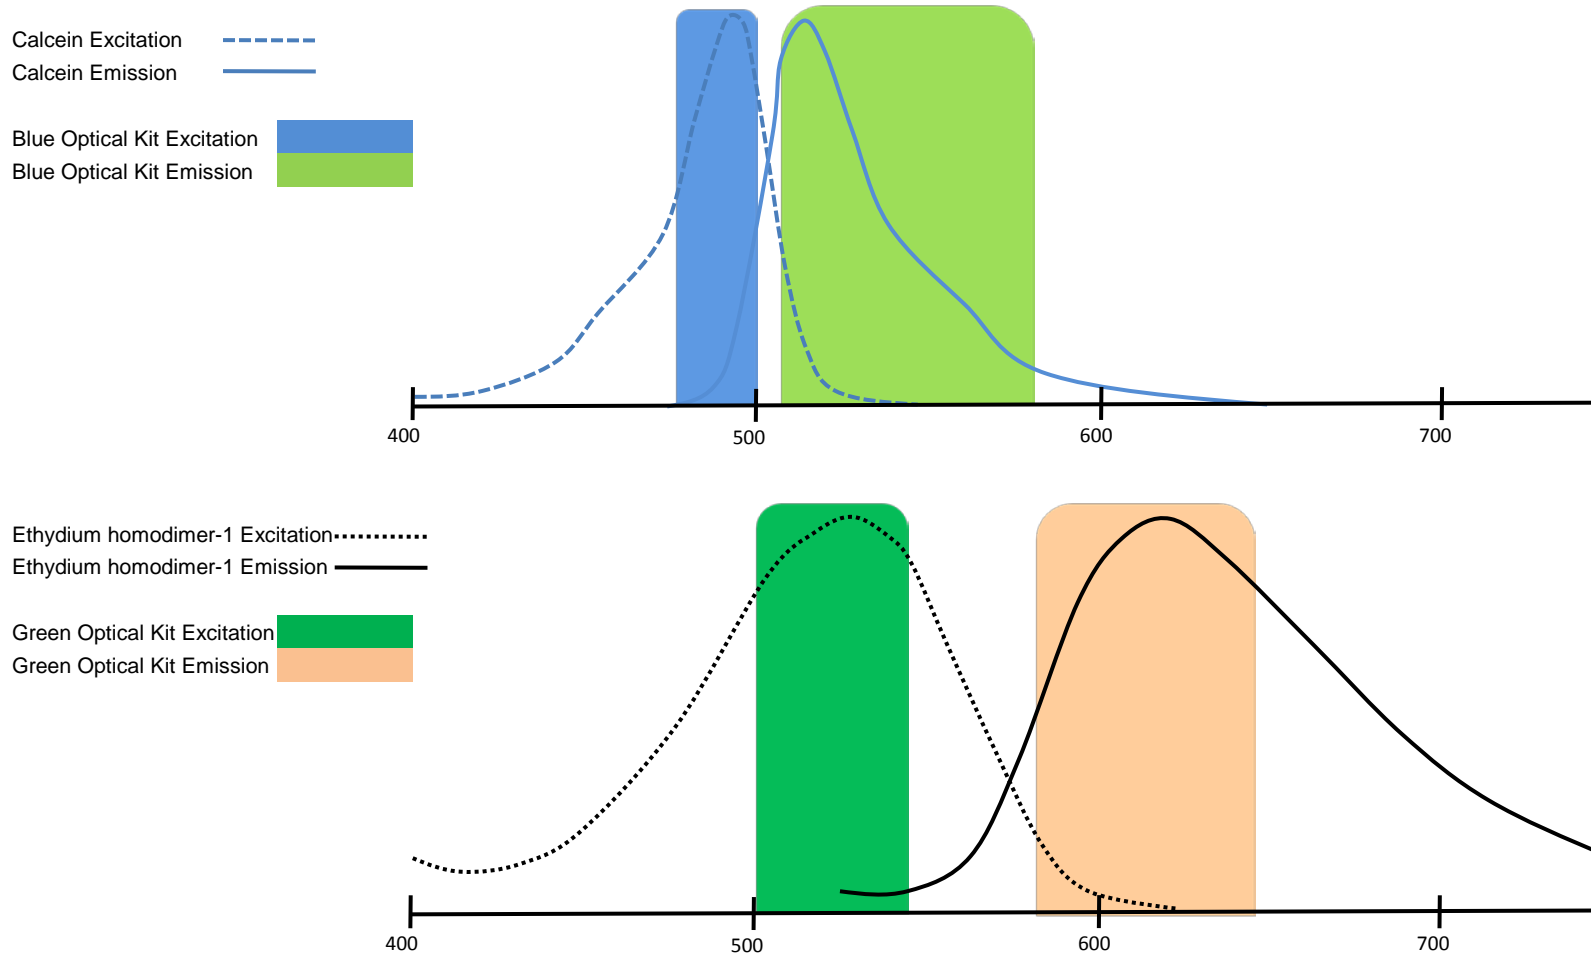 Calcein Excitation
Calcein Emission
Blue Optical Kit Excitation
Blue Optical Kit Emission
400 500 600 700
Ethydium homodimer-1 Excitation
Ethydium homodimer-1 Emission
Green Optical Kit Excitation
Green Optical Kit Emission
400 500 600 700